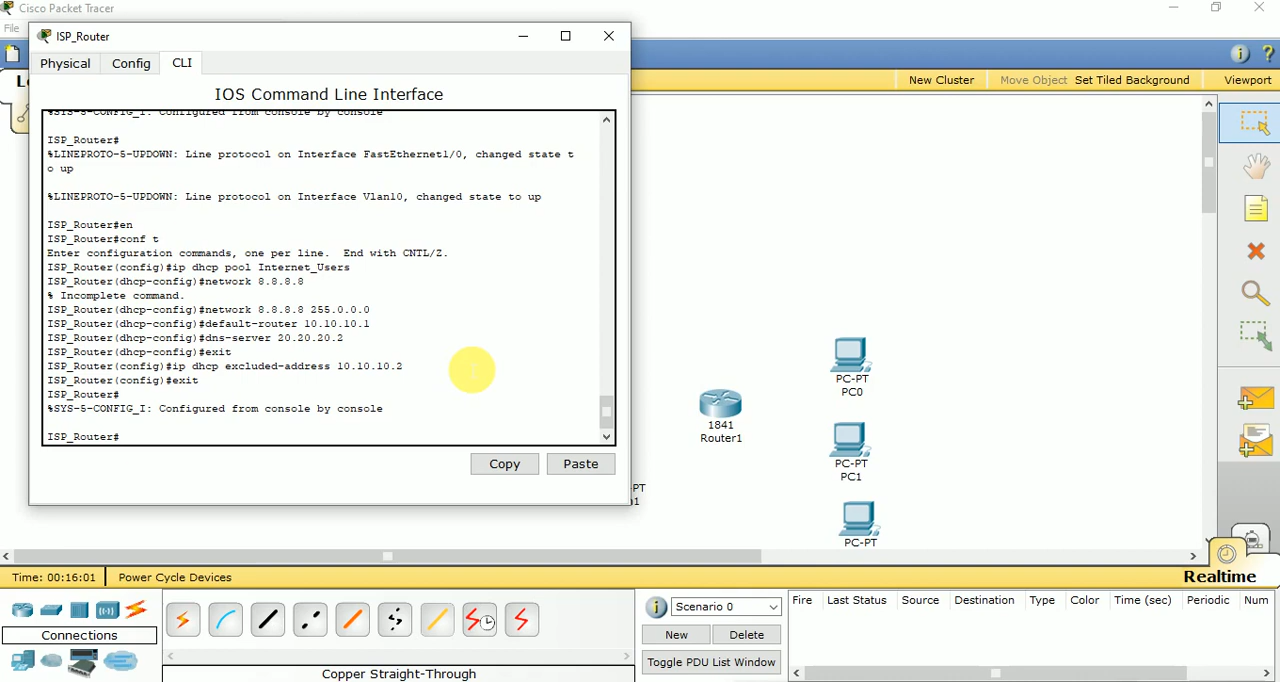 Cisco Packet Tracer
File
ISP_Router
Physical
Config
CLI
IOS Command Line Interface
%SYS-5-CONFIG_I: Configured from console by console
ISP_Router#
%LINEPROTO-5-UPDOWN: Line protocol on Interface FastEthernet1/0, changed state t
o up
%LINEPROTO-5-UPDOWN: Line protocol on Interface Vlan10, changed state to up
ISP_Router#en
ISP_Router#conf t
Enter configuration commands, one per line.  End with CNTL/Z.
ISP_Router(config)#ip dhcp pool Internet_Users
ISP_Router(dhcp-config)#network 8.8.8.8
% Incomplete command.
ISP_Router(dhcp-config)#network 8.8.8.8 255.0.0.0
ISP_Router(dhcp-config)#default-router 10.10.10.1
ISP_Router(dhcp-config)#dns-server 20.20.20.2
ISP_Router(dhcp-config)#exit
ISP_Router(config)#ip dhcp excluded-address 10.10.10.2
ISP_Router(config)#exit
ISP_Router#
%SYS-5-CONFIG_I: Configured from console by console
ISP_Router#
Copy
Paste
New Cluster
Move Object
Set Tiled Background
Viewport
1841
Router1
PC-PT
PC0
PC-PT
PC1
PC-PT
Time: 00:16:01
Power Cycle Devices
Realtime
Connections
Copper Straight-Through
Scenario 0
New
Delete
Toggle PDU List Window
Fire
Last Status
Source
Destination
Type
Color
Time (sec)
Periodic
Num